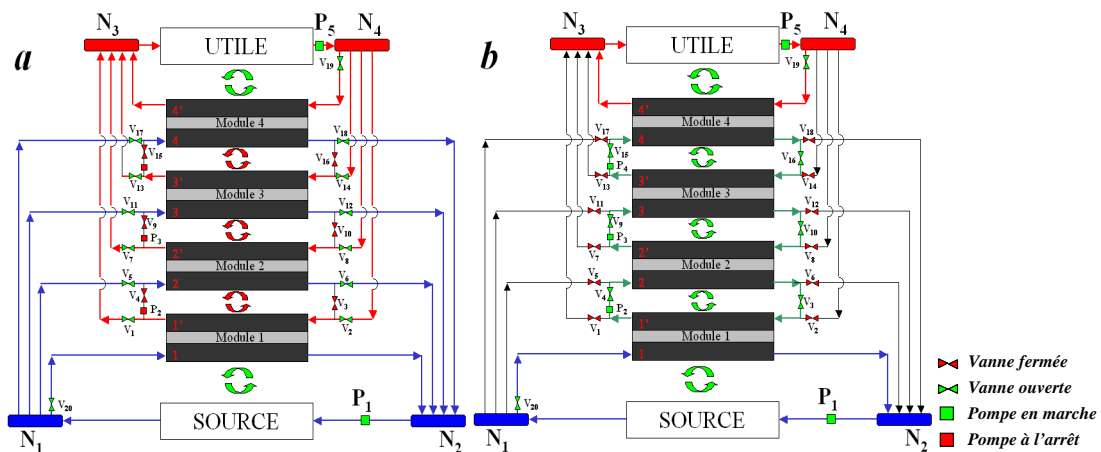 a
N3 P5 N4
UTILE
V19
4'
Module 4
V17 4 V18
V15 V16
V13 3' V14
Module 3
V11 3 V12
V9 V10
P3
V7 2' V8
Module 2
V5 2 V6
V4 V3
P2
V1 1' V2
Module 1
1
V20
P1
SOURCE
N1 N2
b
N3 P5 N4
UTILE
V19
4'
Module 4
V17 4 V18
V15 V16
P4
V13 3' V14
Module 3
V11 3 V12
V9 V10
P3
V7 2' V8
Module 2
V5 2 V6
V4 V3
P2
V1 1' V2
Module 1
1
V20
P1
SOURCE
N1 N2
Vanne fermée
Vanne ouverte
Pompe en marche
Pompe à l'arrêt